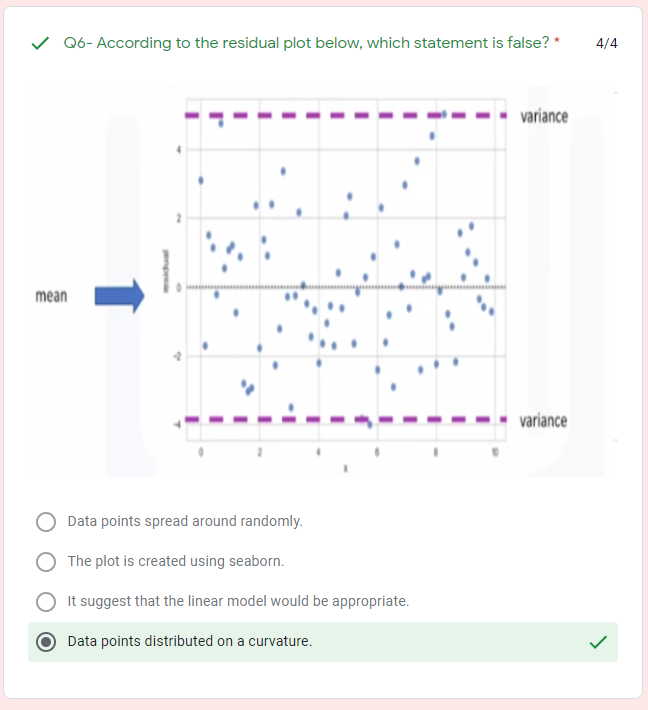 Q6- According to the residual plot below, which statement is false? *
4/4
variance
4
2
residual
mean
0
-2
variance
-4
0 2 4 6 8 10
x
Data points spread around randomly.
The plot is created using seaborn.
It suggest that the linear model would be appropriate.
Data points distributed on a curvature.